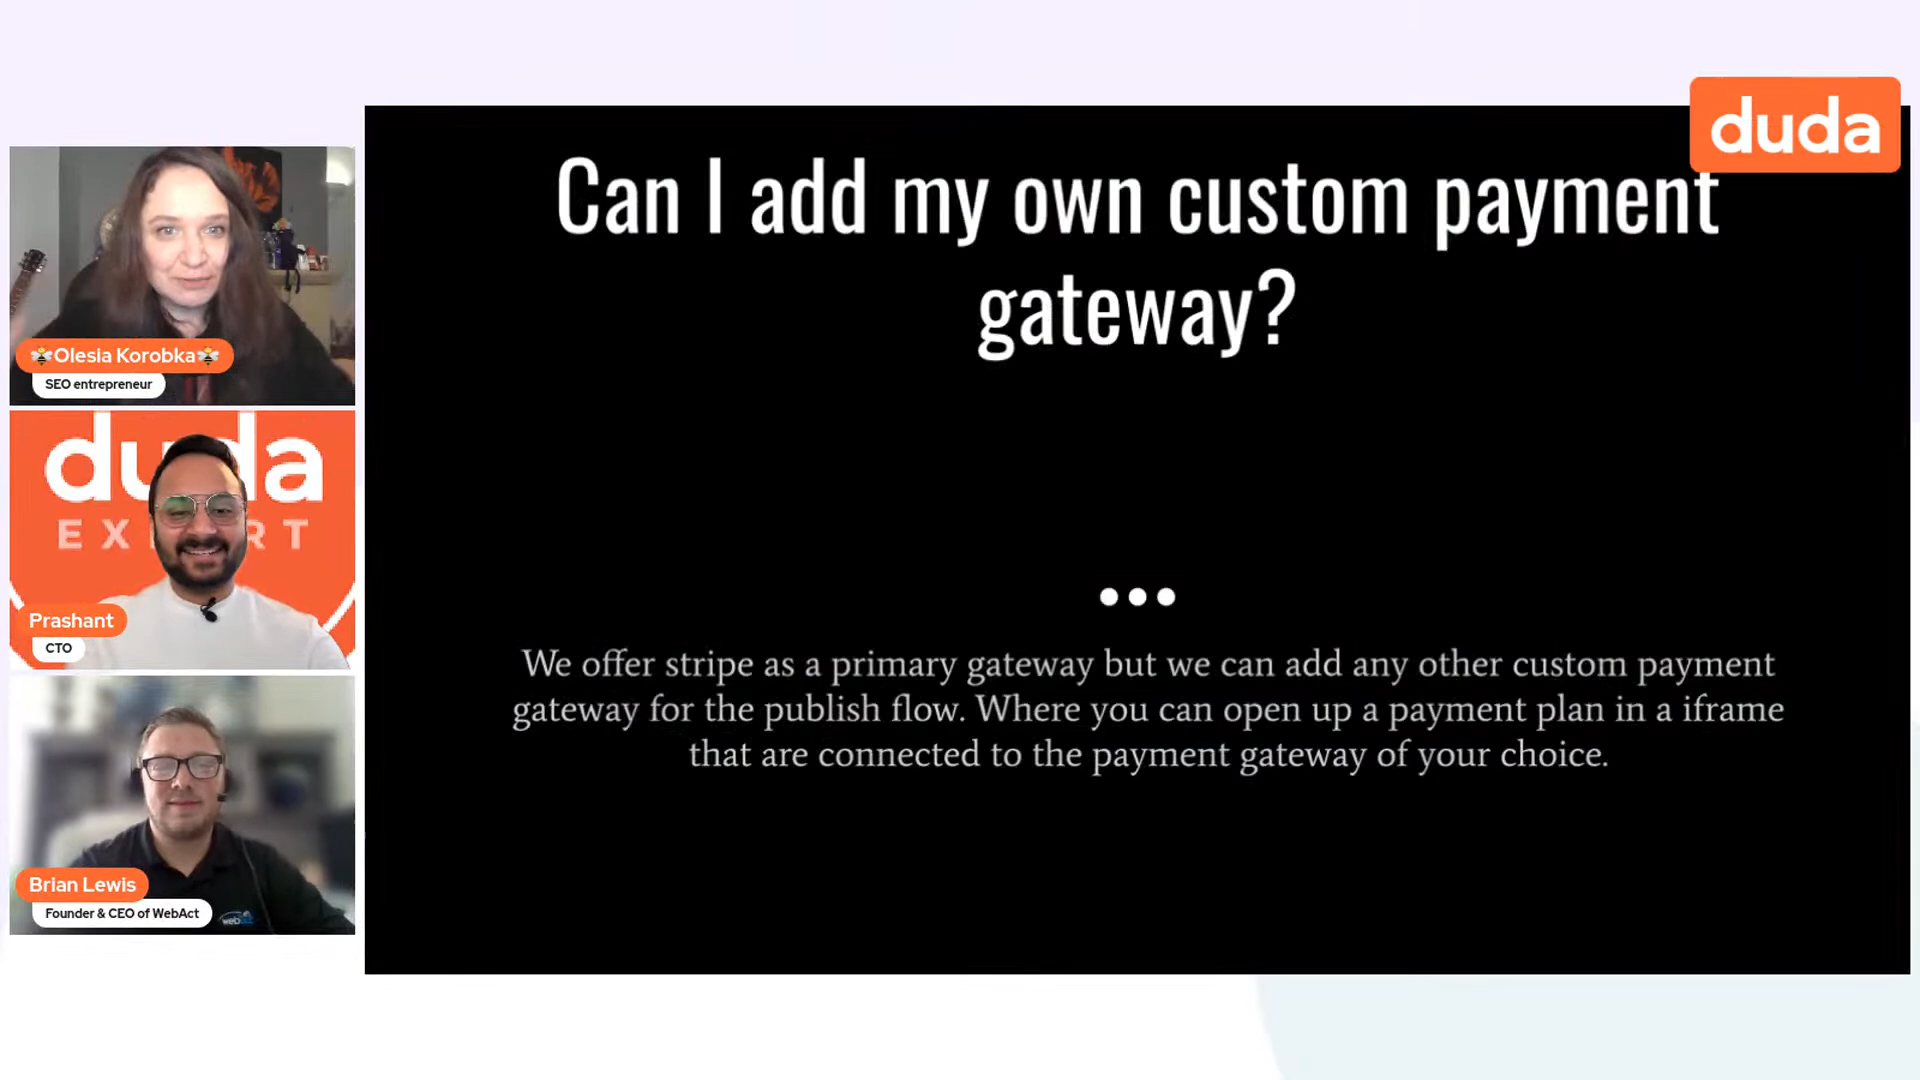 duda
Can I add my own custom payment
gateway?
We offer stripe as a primary gateway but we can add any other custom payment
gateway for the publish flow. Where you can open up a payment plan in a iframe
that are connected to the payment gateway of your choice.
Olesia Korobka
SEO entrepreneur
duda
EX RT
Prashant
CTO
Brian Lewis
Founder & CEO of WebAct
web